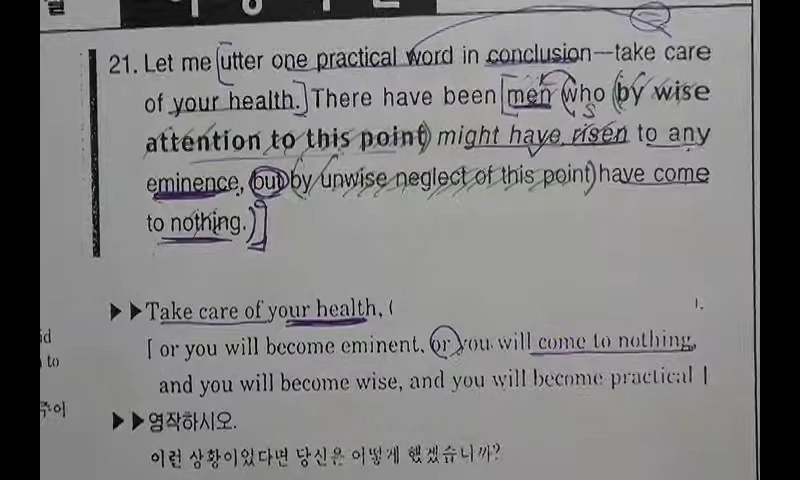 21. Let me utter one practical word in conclusion—take care
of your health. There have been men who by wise
attention to this point might have risen to any
eminence, but by unwise neglect of this point have come
to nothing.
▶▶Take care of your health, ( ).
[ or you will become eminent, or you will come to nothing,
and you will become wise, and you will become practical ]
▶▶영작하시오.
이런 상황이있다면 당신은 어떻게 했겠습니까?
to
주어